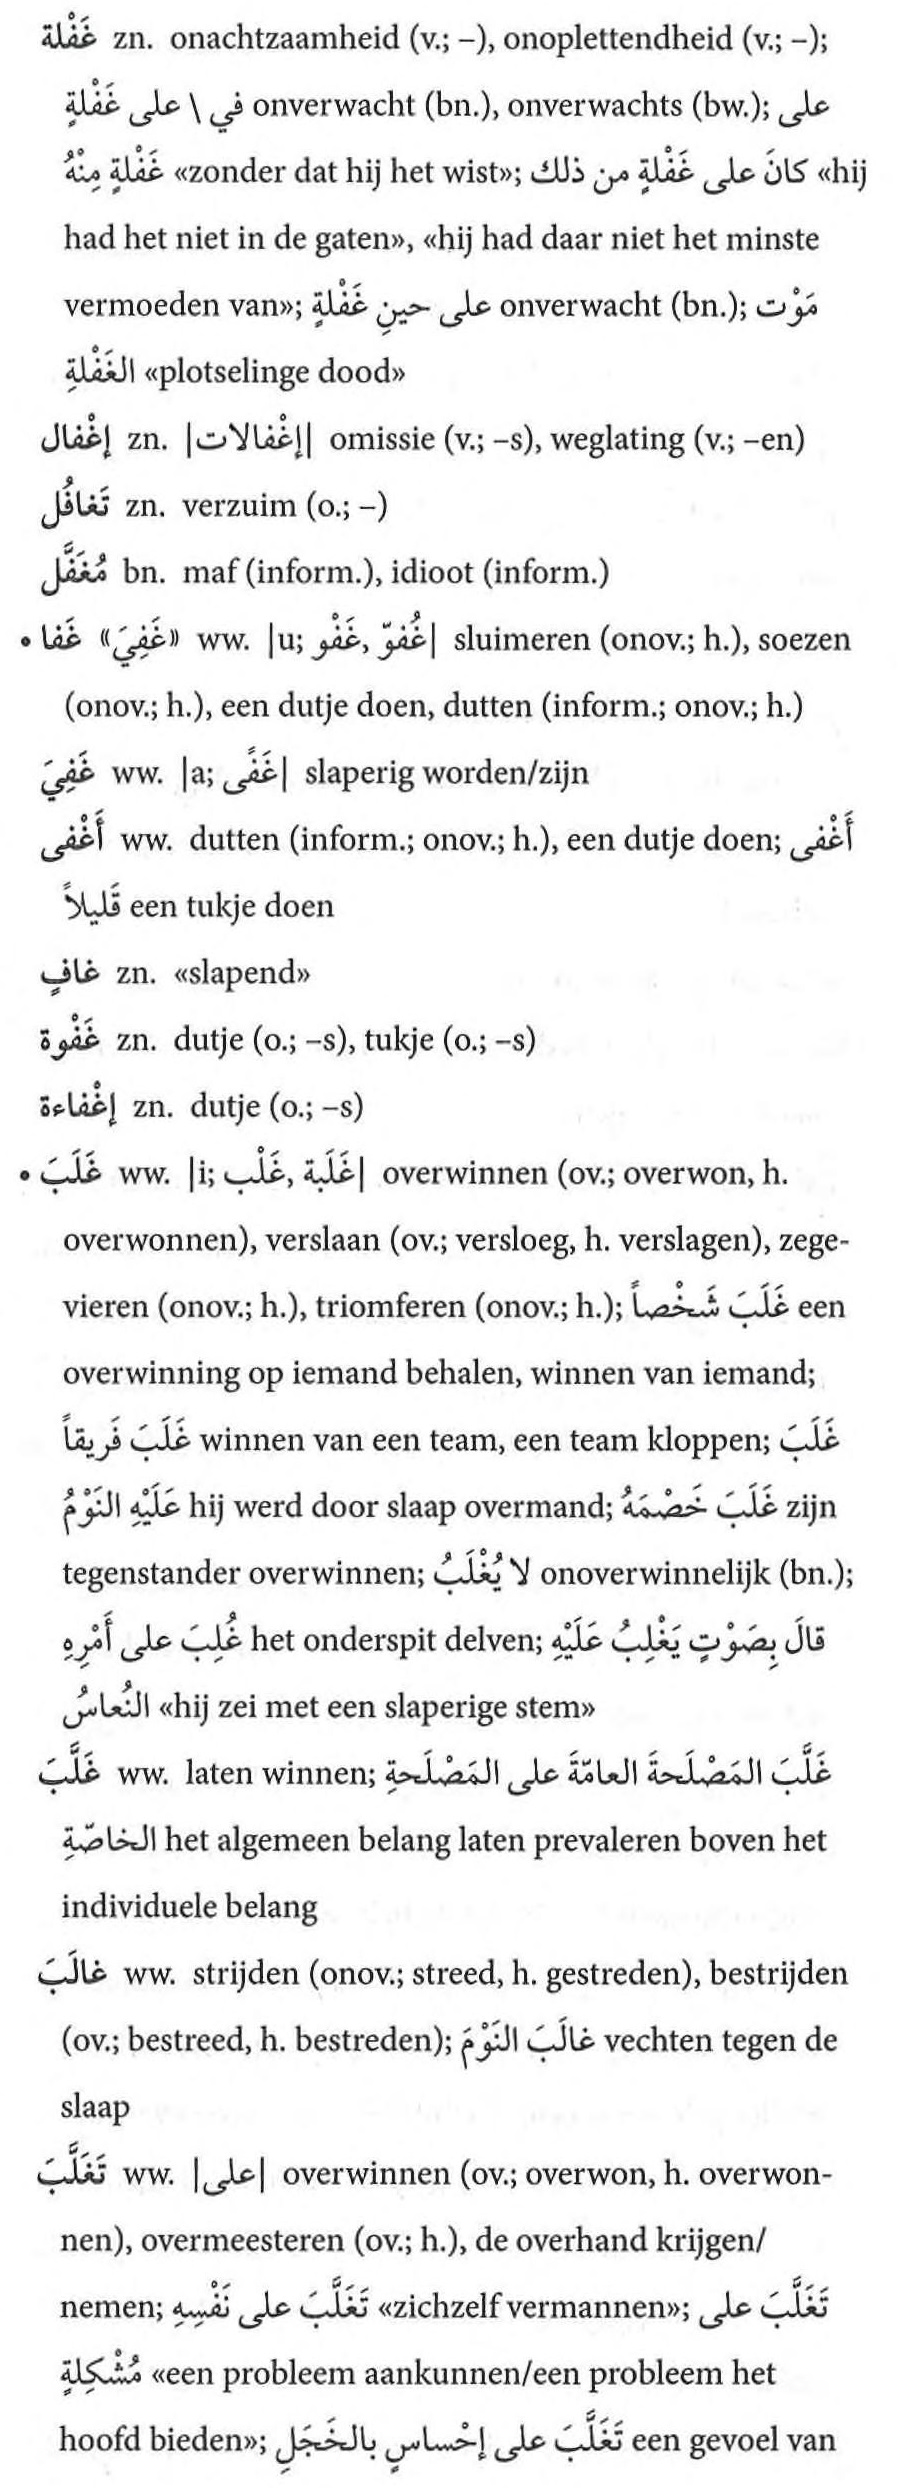 غَفْلة zn. onachtzaamheid (v.; –), onoplettendheid (v.; –);
في \ على غَفْلةٍ onverwacht (bn.), onverwachts (bw.); على
غَفْلةٍ مِنْهُ «zonder dat hij het wist»; كانَ على غَفْلةٍ من ذلك «hij
had het niet in de gaten», «hij had daar niet het minste
vermoeden van»; على حينِ غَفْلةٍ onverwacht (bn.); مَوْت
الغَفْلةِ «plotselinge dood»
إغْفال zn. |إغْفالات| omissie (v.; –s), weglating (v.; –en)
تَغافُل zn. verzuim (o.; –)
مُغَفَّل bn. maf (inform.), idioot (inform.)
• غَفا «غَفِيَ» ww. |u; غَفْو, غُفوّ| sluimeren (onov.; h.), soezen
(onov.; h.), een dutje doen, dutten (inform.; onov.; h.)
غَفِيَ ww. |a; غَفًى| slaperig worden/zijn
أَغْفى ww. dutten (inform.; onov.; h.), een dutje doen; أَغْفى
قَليلاً een tukje doen
غافٍ zn. «slapend»
غَفْوة zn. dutje (o.; –s), tukje (o.; –s)
إغْفاءة zn. dutje (o.; –s)
• غَلَبَ ww. |i; غَلْب, غَلَبة| overwinnen (ov.; overwon, h.
overwonnen), verslaan (ov.; versloeg, h. verslagen), zege-
vieren (onov.; h.), triomferen (onov.; h.); غَلَبَ شَخْصاً een
overwinning op iemand behalen, winnen van iemand;
غَلَبَ فَريقاً winnen van een team, een team kloppen; غَلَبَ
عَلَيْهِ النَوْمُ hij werd door slaap overmand; غَلَبَ خَصْمَهُ zijn
tegenstander overwinnen; لا يُغْلَبُ onoverwinnelijk (bn.);
غُلِبَ على أَمْرِهِ het onderspit delven; قالَ بِصَوْتٍ يَغْلِبُ عَلَيْهِ
النُعاسُ «hij zei met een slaperige stem»
غَلَّبَ ww. laten winnen; غَلَّبَ المَصْلَحةَ العامّةَ على المَصْلَحةِ
الخاصّةِ het algemeen belang laten prevaleren boven het
individuele belang
غالَبَ ww. strijden (onov.; streed, h. gestreden), bestrijden
(ov.; bestreed, h. bestreden); غالَبَ النَوْمَ vechten tegen de
slaap
تَغَلَّبَ ww. |على| overwinnen (ov.; overwon, h. overwon-
nen), overmeesteren (ov.; h.), de overhand krijgen/
nemen; تَغَلَّبَ على نَفْسِهِ «zichzelf vermannen»; تَغَلَّبَ على
مُشْكِلةٍ «een probleem aankunnen/een probleem het
hoofd bieden»; تَغَلَّبَ على إحْساسٍ بِالخَجَلِ een gevoel van